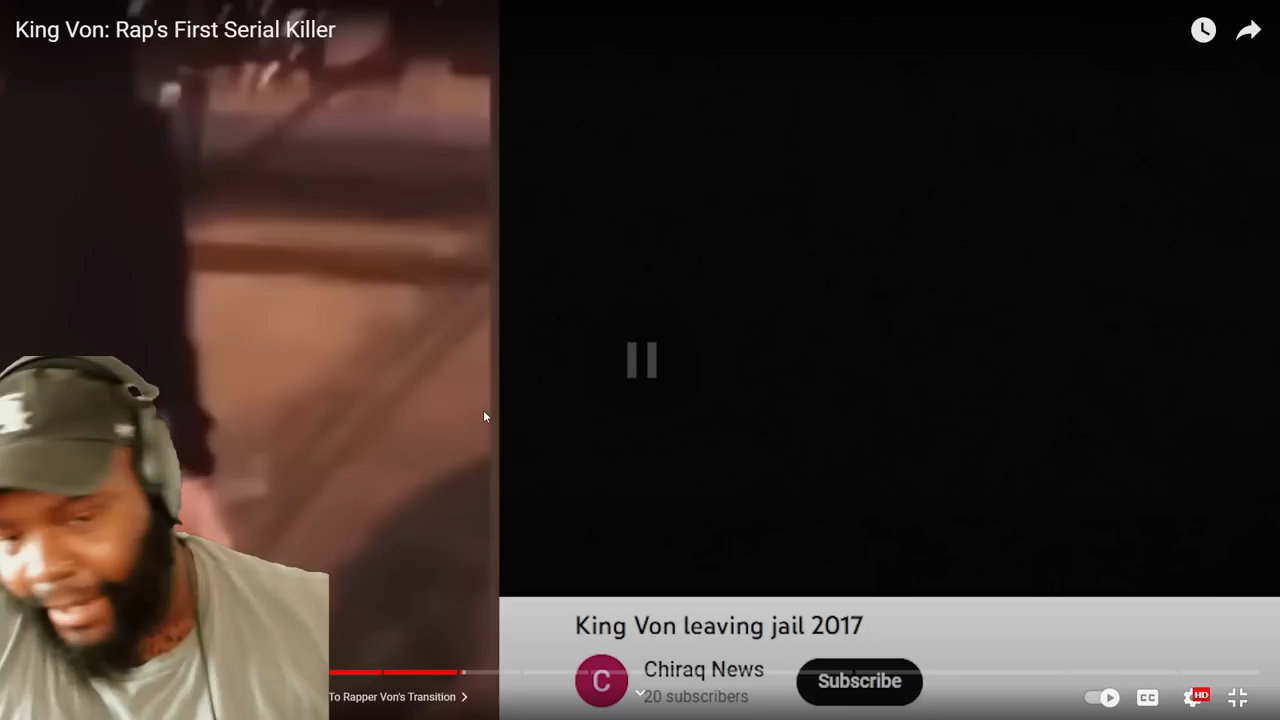 King Von: Rap's First Serial Killer
King Von leaving jail 2017
C
Chiraq News
20 subscribers
Subscribe
To Rapper Von's Transition
CC
HD